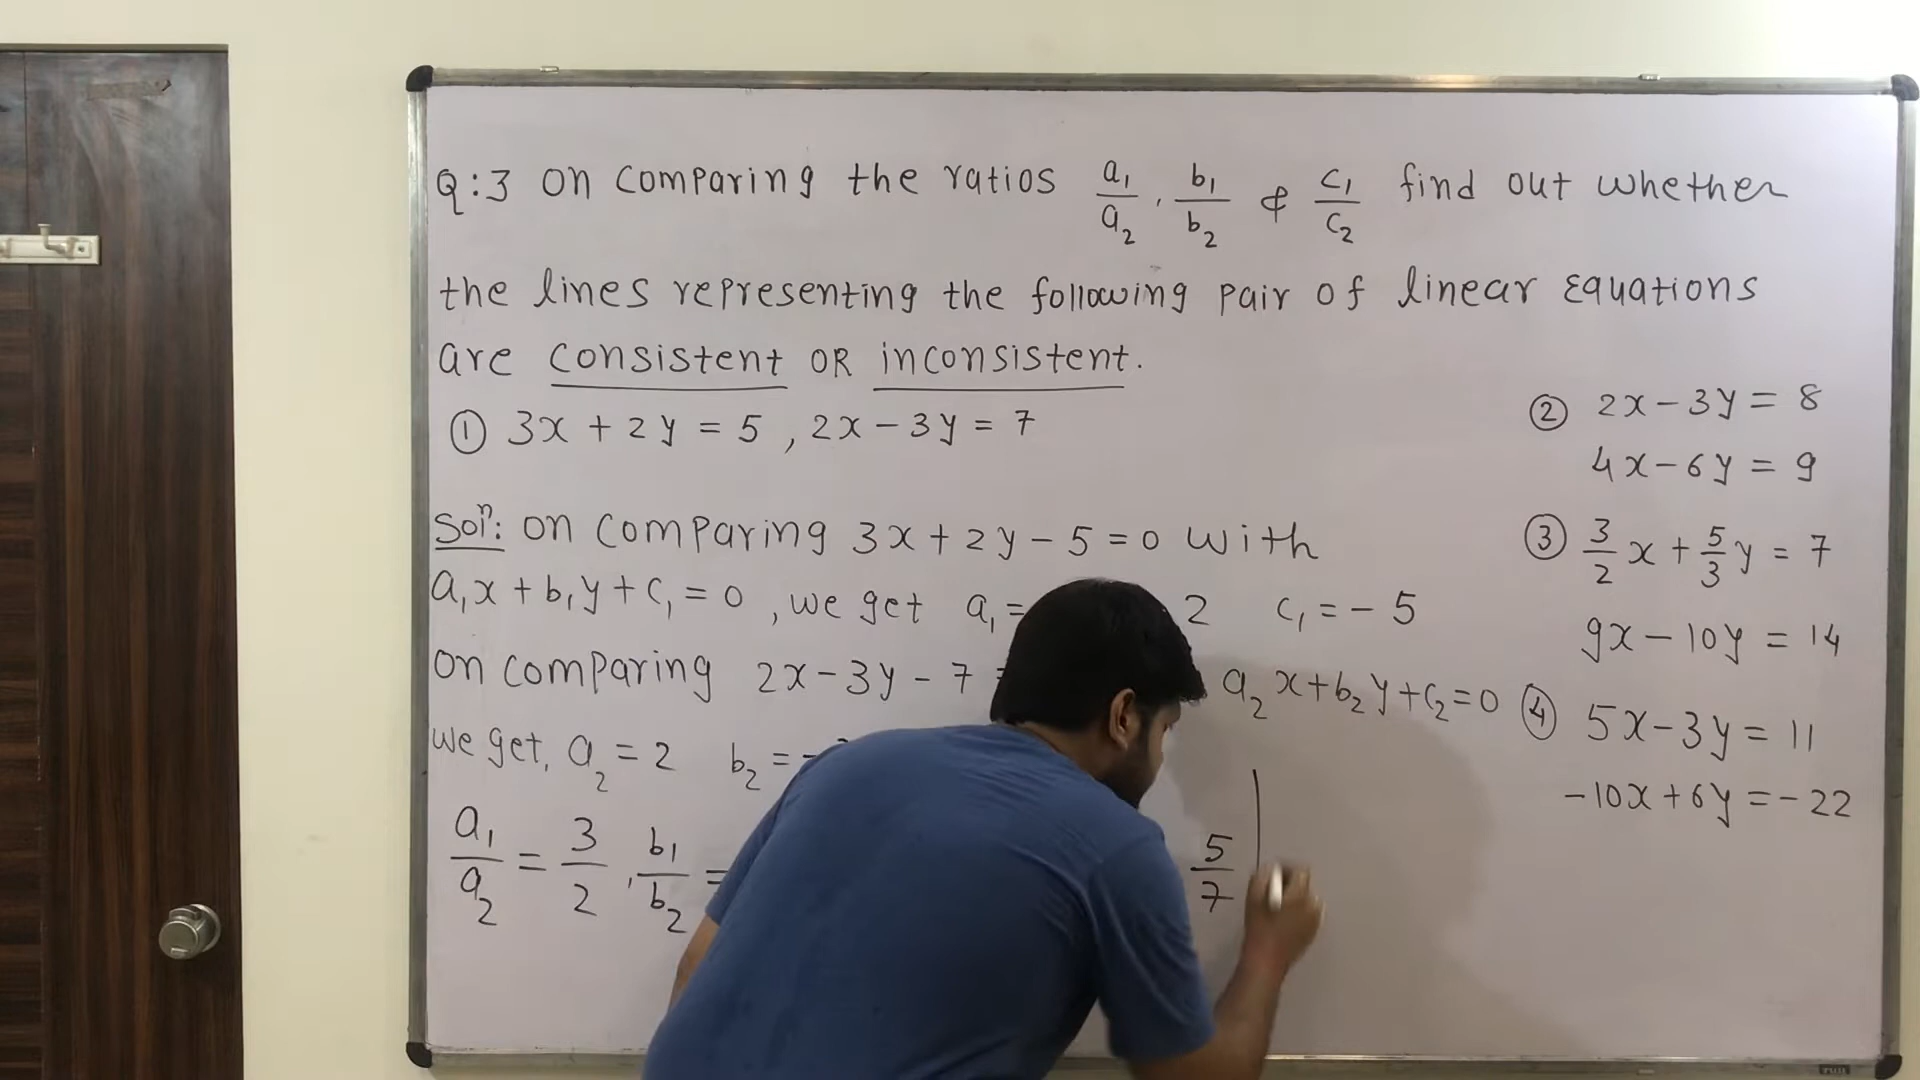 Q:3 on comparing the ratios a₁/a₂, b₁/b₂ & c₁/c₂ find out whether
the lines representing the following pair of linear Equations
are consistent OR inconsistent.
① 3x + 2y = 5 , 2x - 3y = 7
Solⁿ: on comparing 3x + 2y - 5 = 0 with
a₁x + b₁y + c₁ = 0 , we get a₁ = 2 c₁ = - 5
on comparing 2x - 3y - 7 = a₂x + b₂y + c₂ = 0
we get, a₂ = 2 b₂ = -
a₁/a₂ = 3/2 , b₁/b₂ = 5/7
② 2x - 3y = 8
4x - 6y = 9
③ 3/2 x + 5/3 y = 7
9x - 10y = 14
④ 5x - 3y = 11
-10x + 6y = - 22